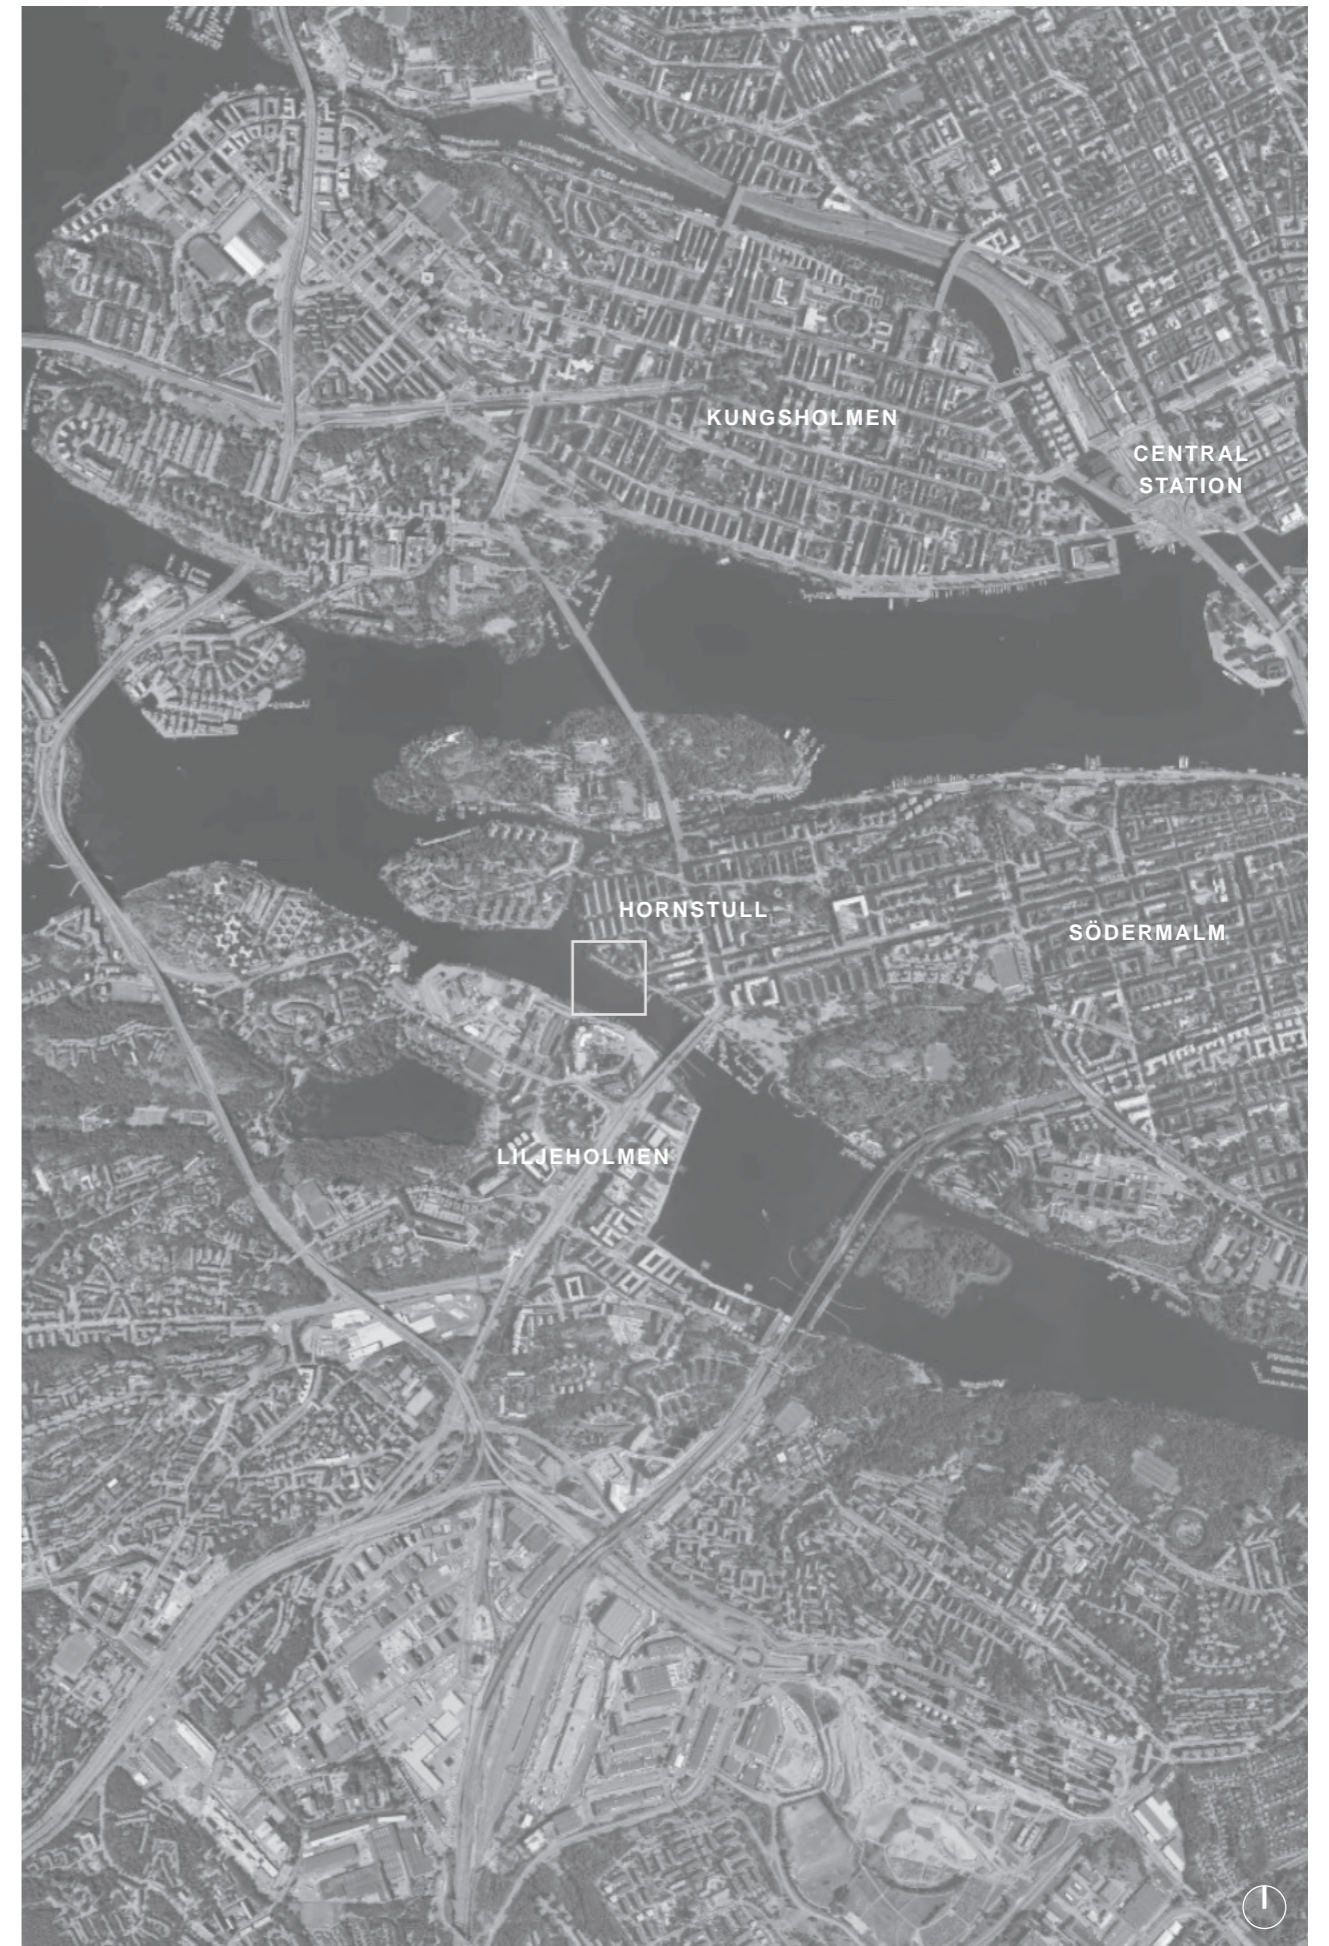 KUNGSHOLMEN
CENTRAL
STATION
HORNSTULL
SÖDERMALM
LILJEHOLMEN